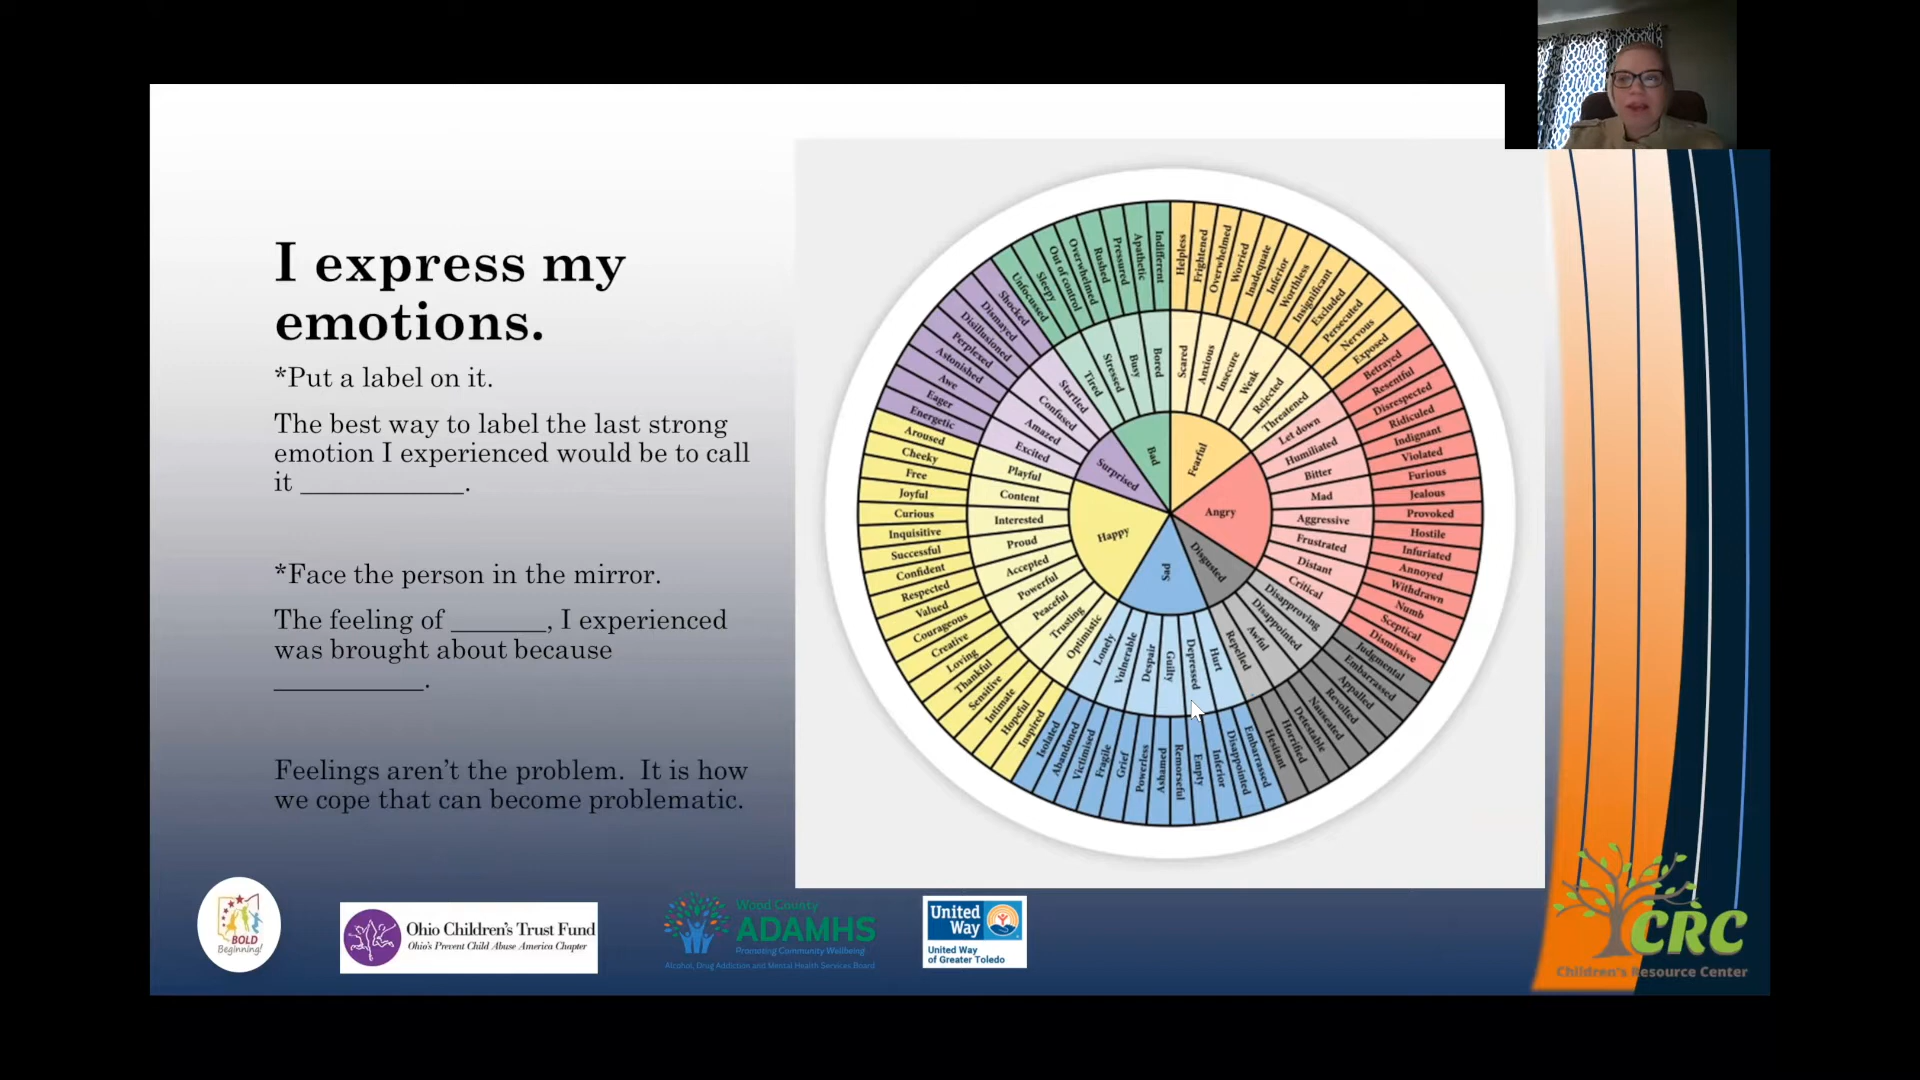 I express my
emotions.
*Put a label on it.
The best way to label the last strong
emotion I experienced would be to call
it ___________.
*Face the person in the mirror.
The feeling of _______, I experienced
was brought about because
___________.
Feelings aren't the problem.  It is how
we cope that can become problematic.
Bad
Fearful
Angry
Disgusted
Sad
Happy
Surprised
Tired
Stressed
Busy
Bored
Scared
Anxious
Insecure
Weak
Rejected
Threatened
Let down
Humiliated
Bitter
Mad
Aggressive
Frustrated
Distant
Critical
Disapproving
Disappointed
Awful
Repelled
Hurt
Depressed
Guilty
Despair
Vulnerable
Lonely
Optimistic
Trusting
Peaceful
Powerful
Accepted
Proud
Interested
Content
Playful
Excited
Amazed
Confused
Startled
Unfocussed
Sleepy
Out of control
Overwhelmed
Rushed
Pressured
Apathetic
Indifferent
Helpless
Frightened
Overwhelmed
Worried
Inadequate
Inferior
Worthless
Insignificant
Excluded
Persecuted
Nervous
Exposed
Betrayed
Resentful
Disrespected
Ridiculed
Indignant
Violated
Furious
Jealous
Provoked
Hostile
Infuriated
Annoyed
Withdrawn
Numb
Sceptical
Dismissive
Judgmental
Embarrassed
Appalled
Revolted
Nauseated
Detestable
Horrified
Hesitant
Embarrassed
Disappointed
Inferior
Empty
Remorseful
Ashamed
Powerless
Grief
Fragile
Victimised
Abandoned
Isolated
Inspired
Hopeful
Intimate
Sensitive
Thankful
Loving
Creative
Courageous
Valued
Respected
Confident
Successful
Inquisitive
Curious
Joyful
Free
Cheeky
Aroused
Energetic
Eager
Awe
Astonished
Perplexed
Disillusioned
Dismayed
Shocked
BOLD
Beginning!
Ohio Children's Trust Fund
Ohio's Prevent Child Abuse America Chapter
Wood County
ADAMHS
Promoting Community Wellbeing
Alcohol, Drug Addiction and Mental Health Services Board
United
Way
United Way
of Greater Toledo
CRC
Children's Resource Center